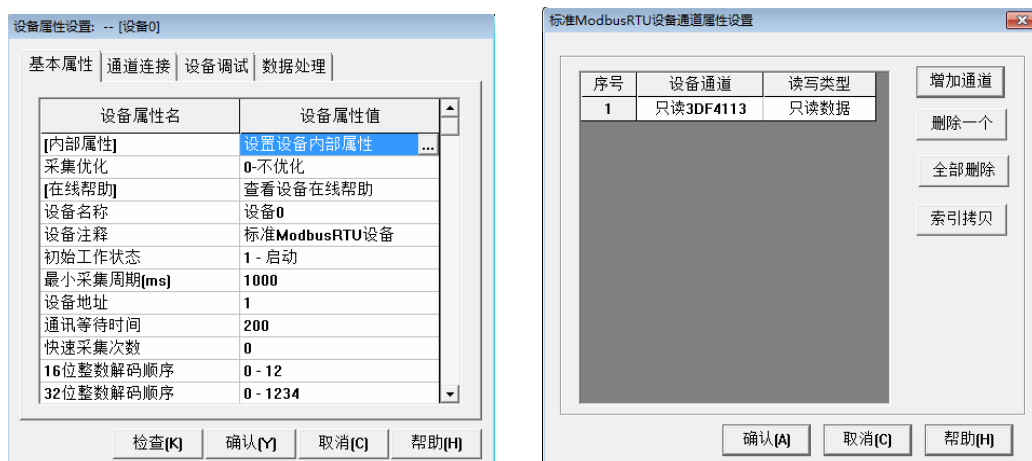 设备属性设置: -- [设备0]
基本属性 通道连接 设备调试 数据处理
设备属性名 设备属性值
[内部属性] 设置设备内部属性 ...
采集优化 0-不优化
[在线帮助] 查看设备在线帮助
设备名称 设备0
设备注释 标准ModbusRTU设备
初始工作状态 1 - 启动
最小采集周期(ms) 1000
设备地址 1
通讯等待时间 200
快速采集次数 0
16位整数解码顺序 0 - 12
32位整数解码顺序 0 - 1234
检查(K) 确认(Y) 取消(C) 帮助(H)
标准ModbusRTU设备通道属性设置
序号 设备通道 读写类型
1 只读3DF4113 只读数据
增加通道
删除一个
全部删除
索引拷贝
确认(A) 取消(C) 帮助(H)